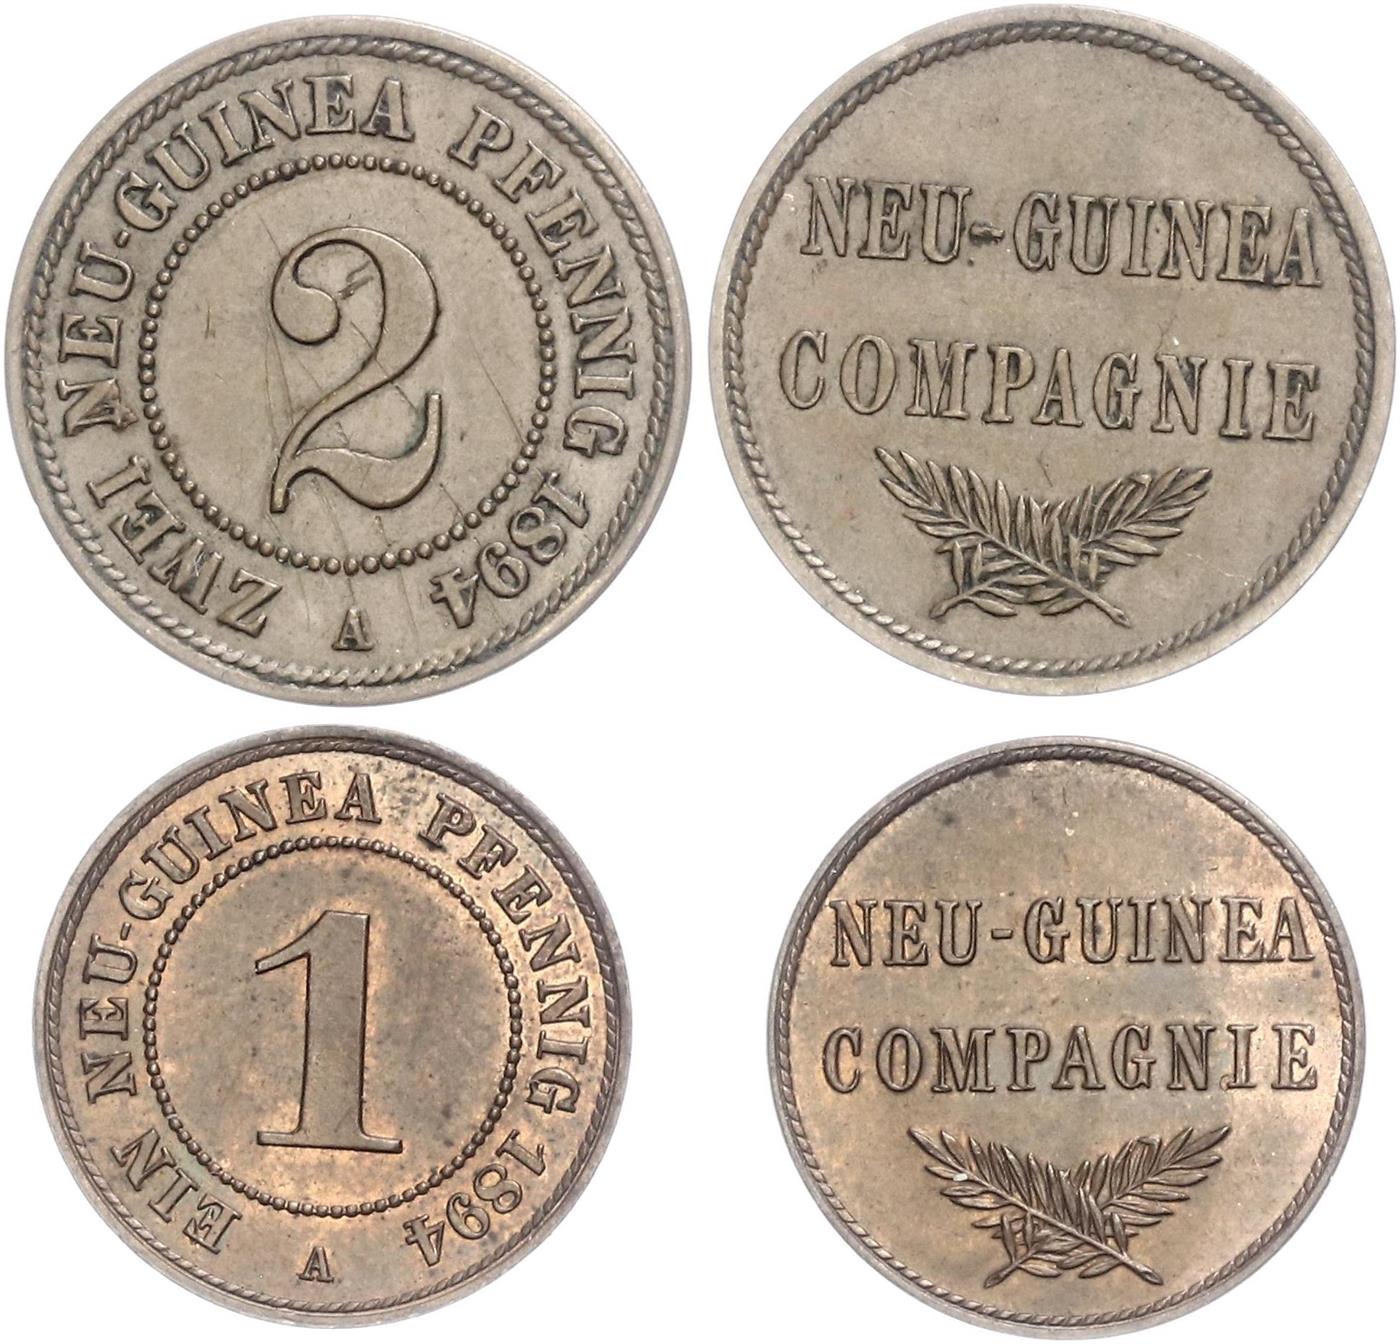 ZWEI NEU-GUINEA PFENNIG 1894
2
A
NEU-GUINEA
COMPAGNIE
EIN NEU-GUINEA PFENNIG 1894
1
A
NEU-GUINEA
COMPAGNIE